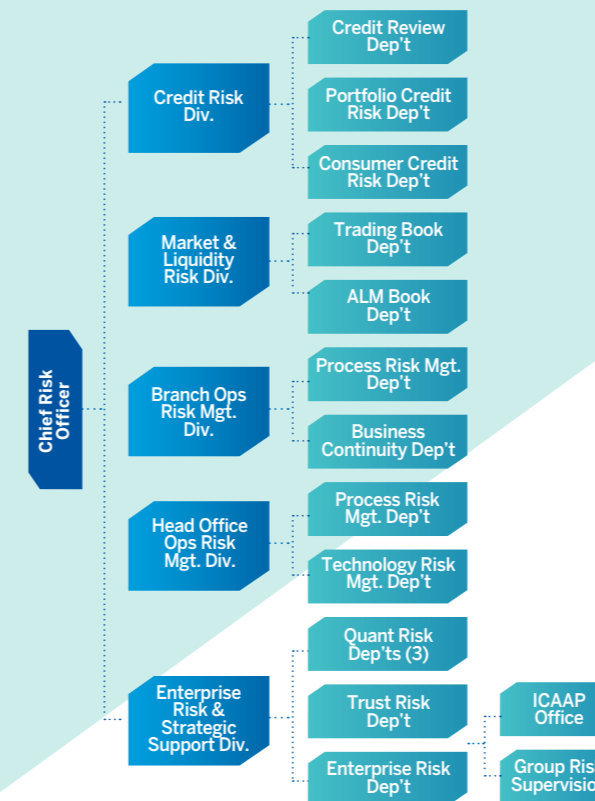 Chief Risk
Officer
Credit Risk
Div.
Credit Review
Dep't
Portfolio Credit
Risk Dep't
Consumer Credit
Risk Dep't
Market &
Liquidity
Risk Div.
Trading Book
Dep't
ALM Book
Dep't
Branch Ops
Risk Mgt.
Div.
Process Risk Mgt.
Dep't
Business
Continuity Dep't
Head Office
Ops Risk
Mgt. Div.
Process Risk
Mgt. Dep't
Technology Risk
Mgt. Dep't
Enterprise
Risk &
Strategic
Support Div.
Quant Risk
Dep'ts (3)
Trust Risk
Dep't
Enterprise Risk
Dep't
ICAAP
Office
Group